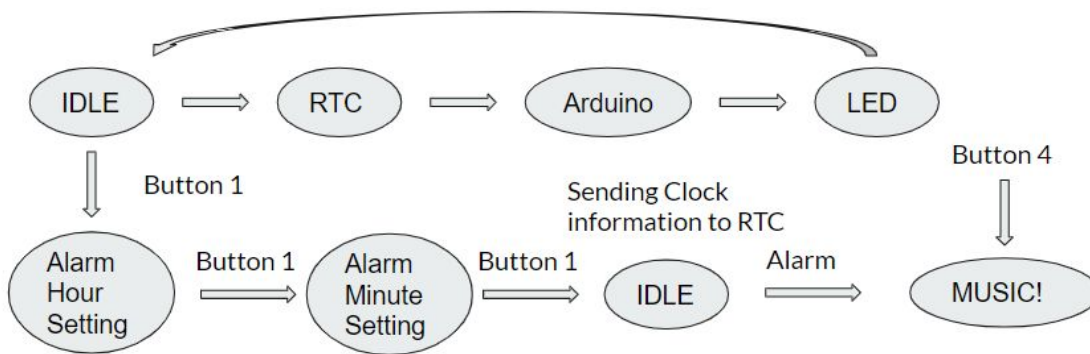 IDLE
RTC
Arduino
LED
Button 1
Button 4
Sending Clock
information to RTC
Alarm
Hour
Setting
Button 1
Alarm
Minute
Setting
Button 1
IDLE
Alarm
MUSIC!